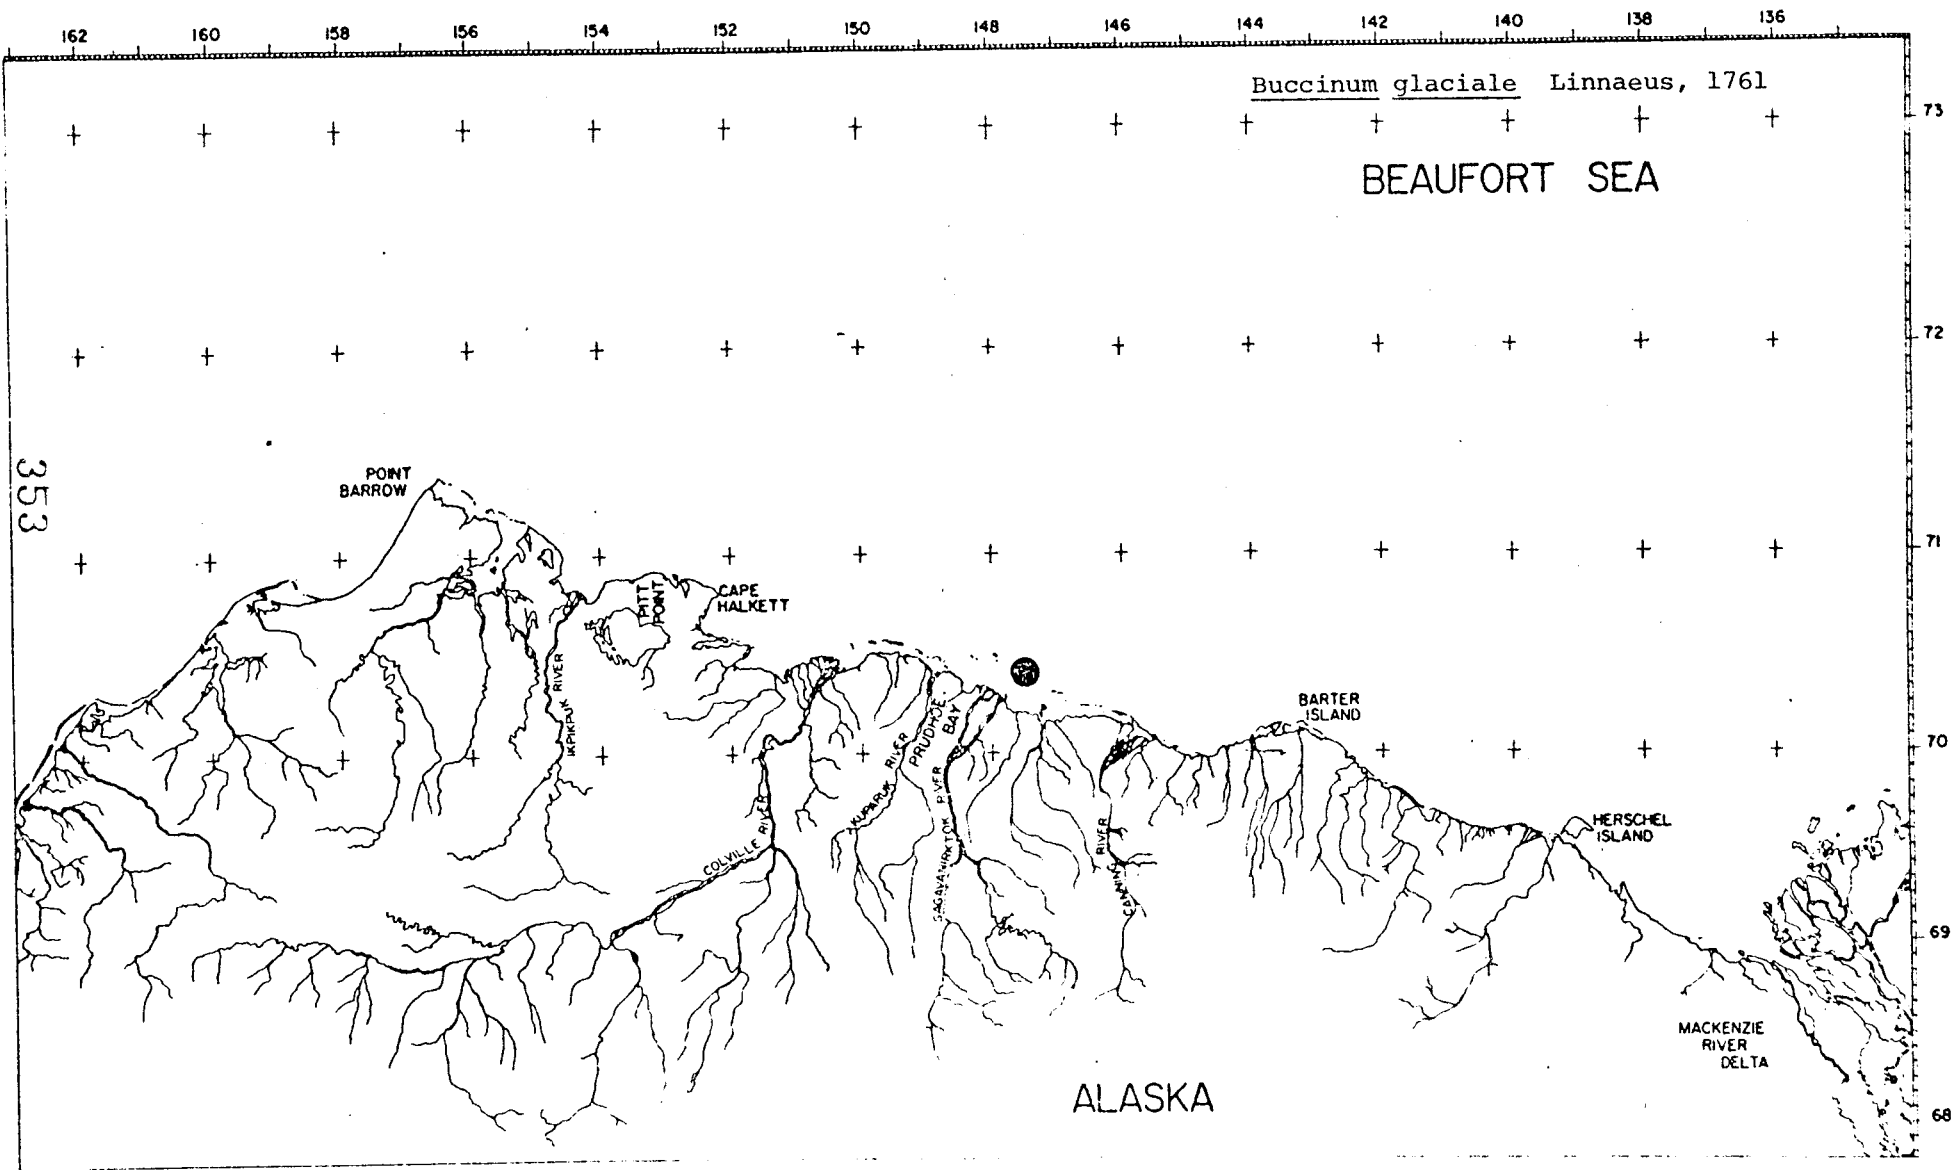 162 160 158 156 154 152 150 148 146 144 142 140 138 136
Buccinum glaciale Linnaeus, 1761
73
BEAUFORT SEA
72
353
POINT
BARROW
71
PITT
POINT
CAPE
HALKETT
IKPIKPUK RIVER
BARTER
ISLAND
PRUDHOE
BAY
70
KUPARUK RIVER
SAGAVANIRKTOK RIVER
COLVILLE RIVER
CANNING RIVER
HERSCHEL
ISLAND
69
MACKENZIE
RIVER
DELTA
ALASKA
68